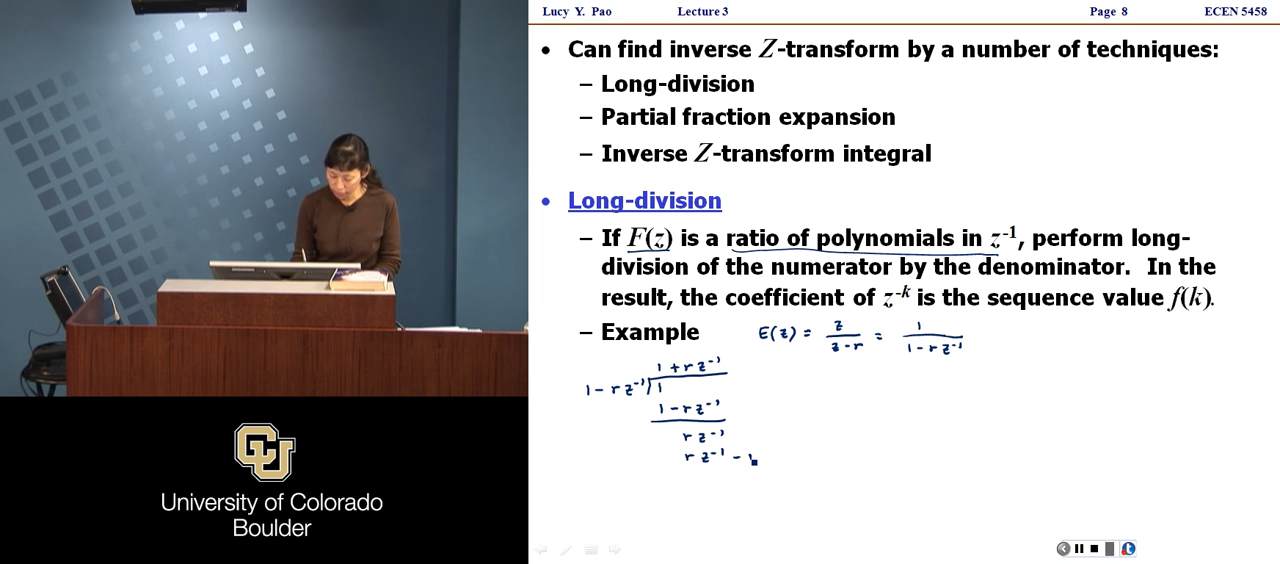 Lucy Y. Pao Lecture 3 Page 8 ECEN 5458
• Can find inverse Z-transform by a number of techniques:
– Long-division
– Partial fraction expansion
– Inverse Z-transform integral
• Long-division
– If F(z) is a ratio of polynomials in z⁻¹, perform long-
division of the numerator by the denominator. In the
result, the coefficient of z⁻ᵏ is the sequence value f(k).
– Example E(z) = z/(z-r) = 1/(1-rz⁻¹)
1 + rz⁻¹
1-rz⁻¹ 1
1-rz⁻¹
rz⁻¹
rz⁻¹ -
CU
University of Colorado
Boulder